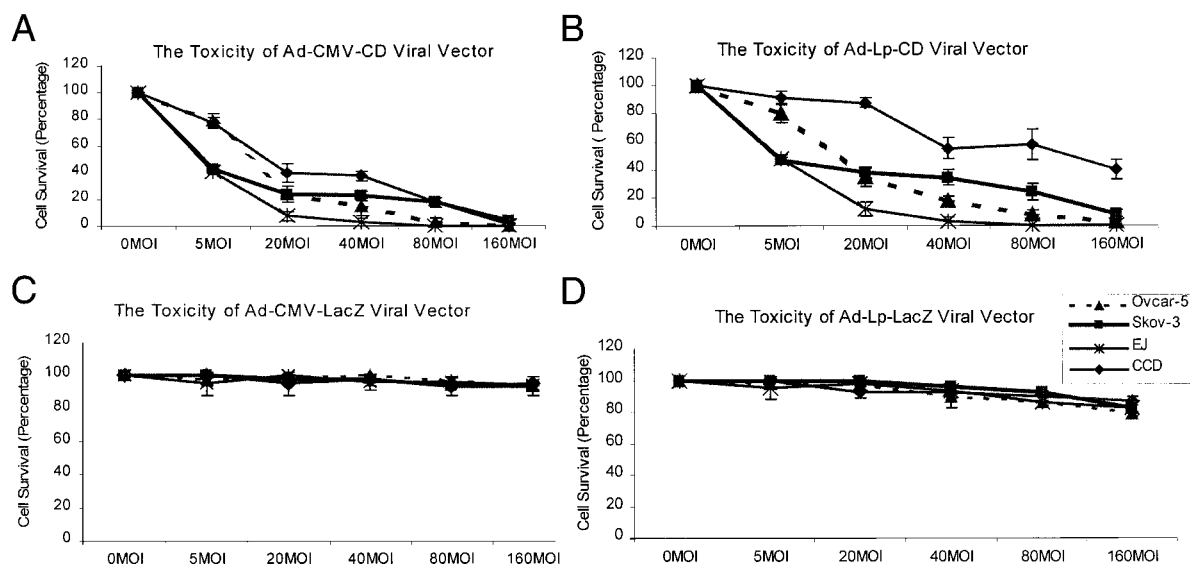 A
The Toxicity of Ad-CMV-CD Viral Vector
Cell Survival (Percentage)
120
100
80
60
40
20
0
0MOI 5MOI 20MOI 40MOI 80MOI 160MOI
B
The Toxicity of Ad-Lp-CD Viral Vector
Cell Survival ( Percentage)
120
100
80
60
40
20
0
0MOI 5MOI 20MOI 40MOI 80MOI 160MOI
C
The Toxicity of Ad-CMV-LacZ Viral Vector
Cell Survival (Percentage)
120
100
80
60
40
20
0
0MOI 5MOI 20MOI 40MOI 80MOI 160MOI
D
The Toxicity of Ad-Lp-LacZ Viral Vector
Cell Survival (Percentage)
120
100
80
60
40
20
0
0MOI 5MOI 20MOI 40MOI 80MOI 160MOI
Ovcar-5
Skov-3
EJ
CCD